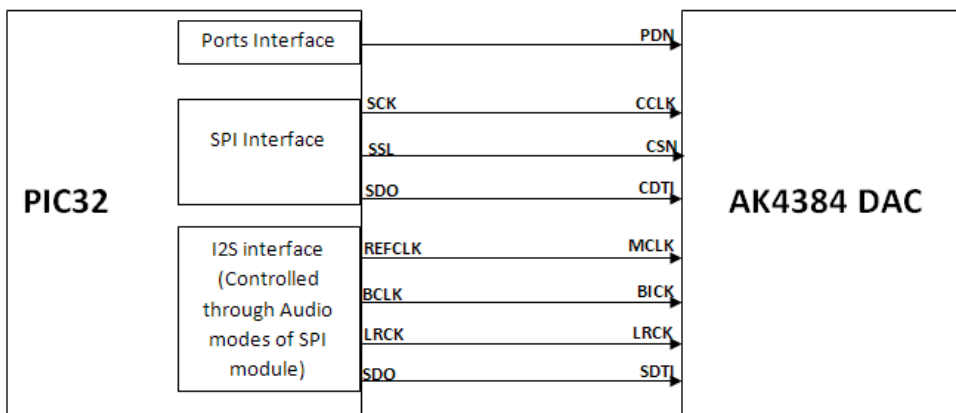 Ports Interface
PDN
SCK
CCLK
SPI Interface
SSL
CSN
SDO
CDTI
PIC32
AK4384 DAC
I2S interface
(Controlled
through Audio
modes of SPI
module)
REFCLK
MCLK
BCLK
BICK
LRCK
LRCK
SDO
SDTI